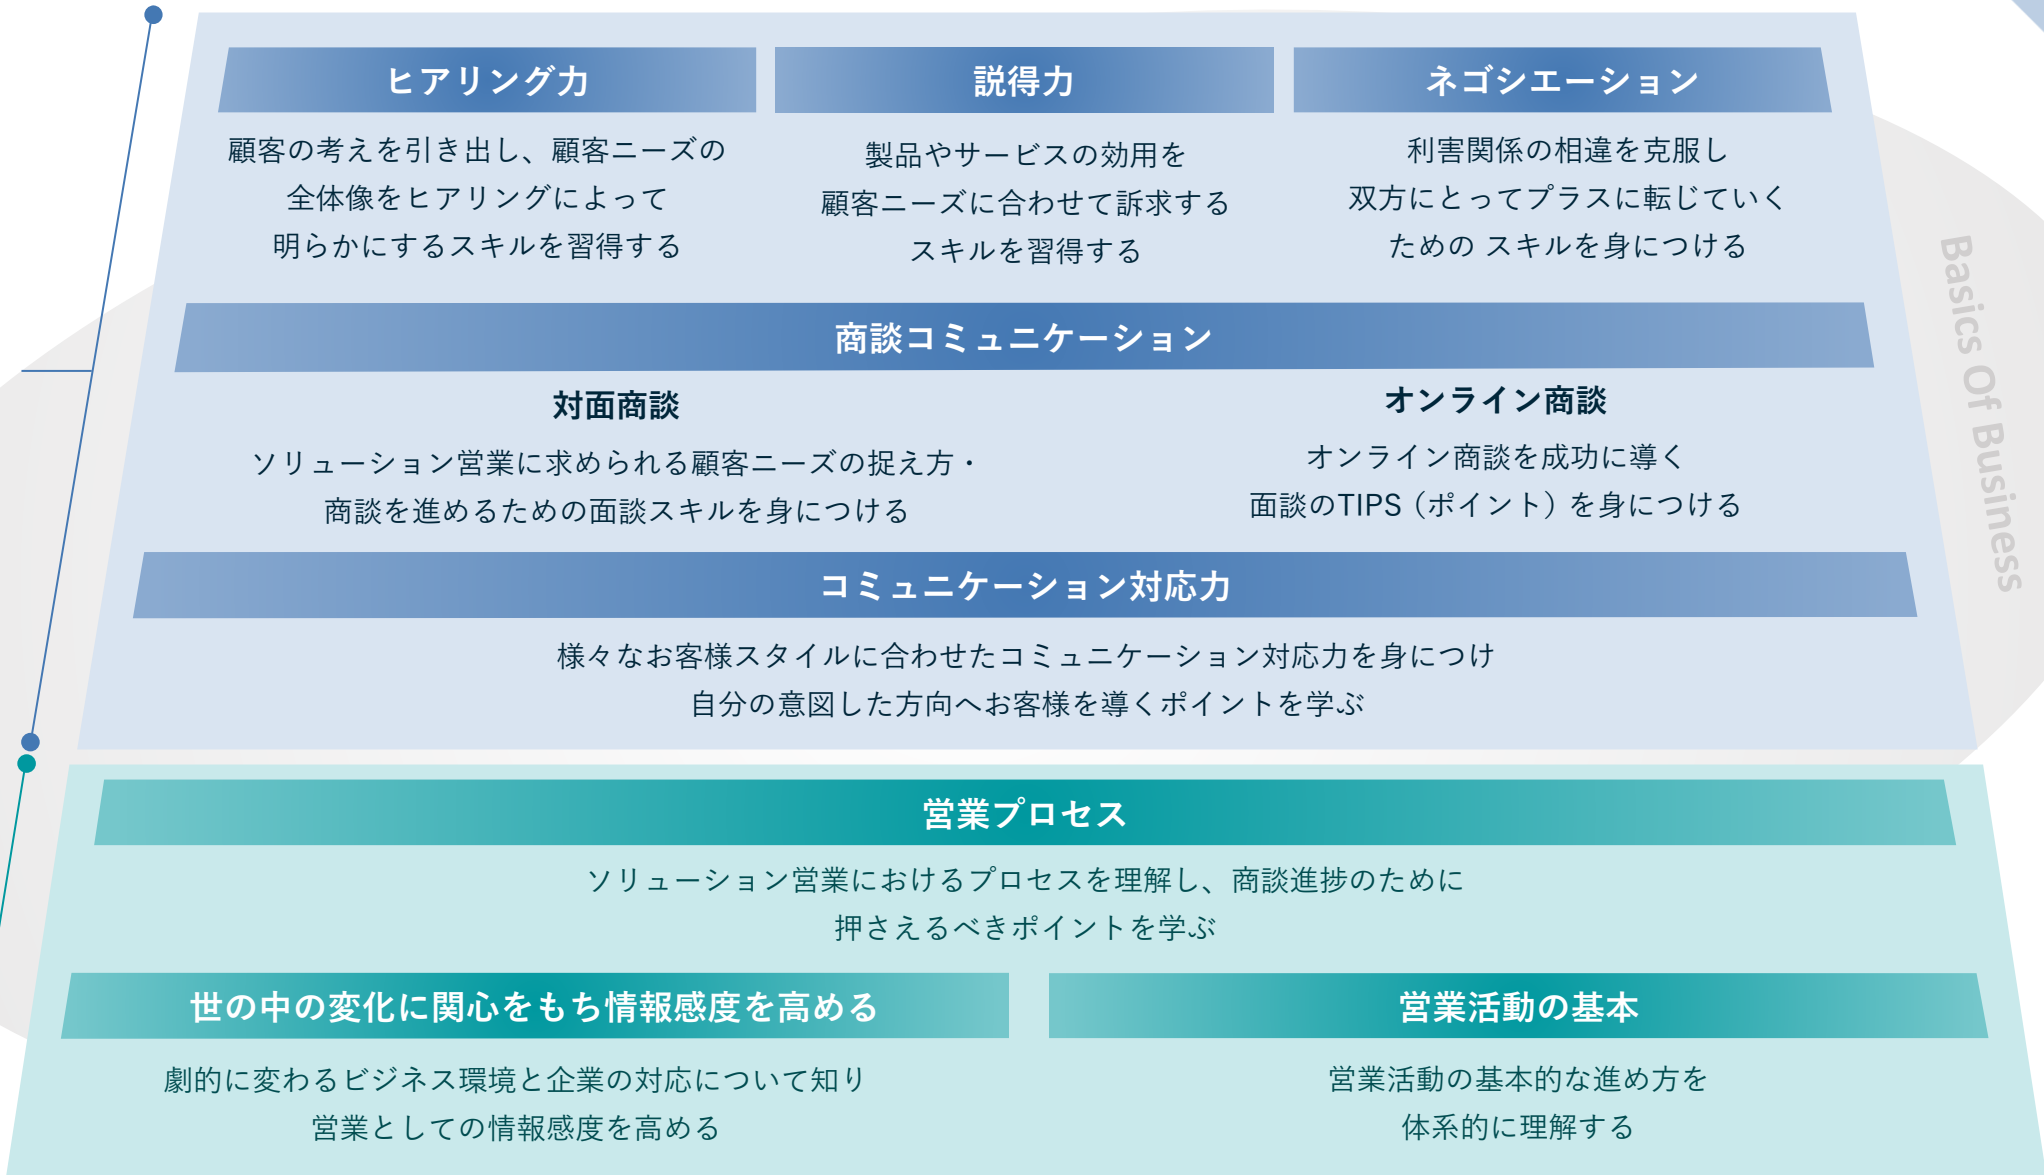 ヒアリング力
顧客の考えを引き出し、顧客ニーズの
全体像をヒアリングによって
明らかにするスキルを習得する
説得力
製品やサービスの効用を
顧客ニーズに合わせて訴求する
スキルを習得する
ネゴシエーション
利害関係の相違を克服し
双方にとってプラスに転じていく
ための スキルを身につける
商談コミュニケーション
対面商談
ソリューション営業に求められる顧客ニーズの捉え方・
商談を進めるための面談スキルを身につける
オンライン商談
オンライン商談を成功に導く
面談のTIPS（ポイント）を身につける
コミュニケーション対応力
様々なお客様スタイルに合わせたコミュニケーション対応力を身につけ
自分の意図した方向へお客様を導くポイントを学ぶ
Basics Of Business
営業プロセス
ソリューション営業におけるプロセスを理解し、商談進捗のために
押さえるべきポイントを学ぶ
世の中の変化に関心をもち情報感度を高める
劇的に変わるビジネス環境と企業の対応について知り
営業としての情報感度を高める
営業活動の基本
営業活動の基本的な進め方を
体系的に理解する